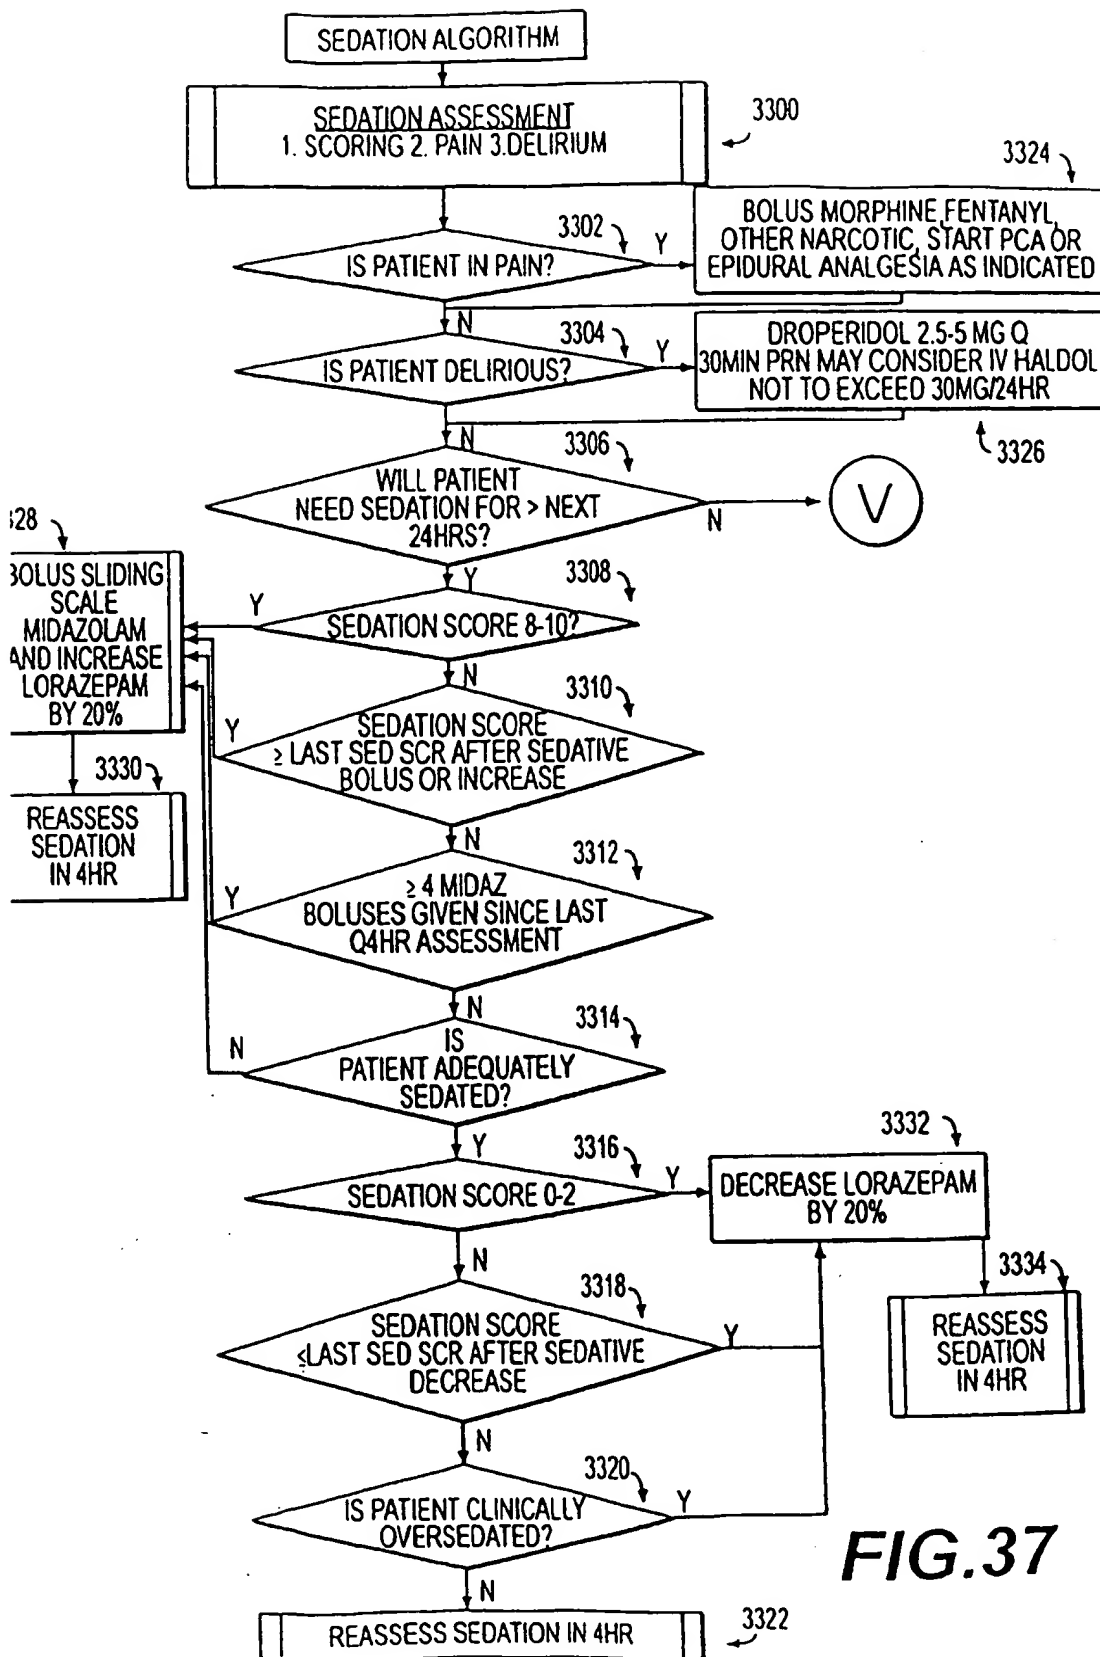 SEDATION ALGORITHM
SEDATION ASSESSMENT
1. SCORING 2. PAIN 3.DELIRIUM
3300
3324
BOLUS MORPHINE,FENTANYL,
OTHER NARCOTIC, START PCA OR
EPIDURAL ANALGESIA AS INDICATED
3302
Y
IS PATIENT IN PAIN?
N
3304
Y
DROPERIDOL 2.5-5 MG Q
30MIN PRN MAY CONSIDER IV HALDOL
NOT TO EXCEED 30MG/24HR
IS PATIENT DELIRIOUS?
N
3326
3306
WILL PATIENT
NEED SEDATION FOR > NEXT
24HRS?
N
V
Y
328
BOLUS SLIDING
SCALE
MIDAZOLAM
AND INCREASE
LORAZEPAM
BY 20%
3308
Y
SEDATION SCORE 8-10?
N
3310
Y
SEDATION SCORE
≥ LAST SED SCR AFTER SEDATIVE
BOLUS OR INCREASE
N
3330
REASSESS
SEDATION
IN 4HR
3312
Y
≥ 4 MIDAZ
BOLUSES GIVEN SINCE LAST
Q4HR ASSESSMENT
N
3314
N
IS
PATIENT ADEQUATELY
SEDATED?
Y
3316
Y
SEDATION SCORE 0-2
N
3332
DECREASE LORAZEPAM
BY 20%
3334
REASSESS
SEDATION
IN 4HR
3318
Y
SEDATION SCORE
≤LAST SED SCR AFTER SEDATIVE
DECREASE
N
3320
Y
IS PATIENT CLINICALLY
OVERSEDATED?
N
FIG.37
REASSESS SEDATION IN 4HR
3322